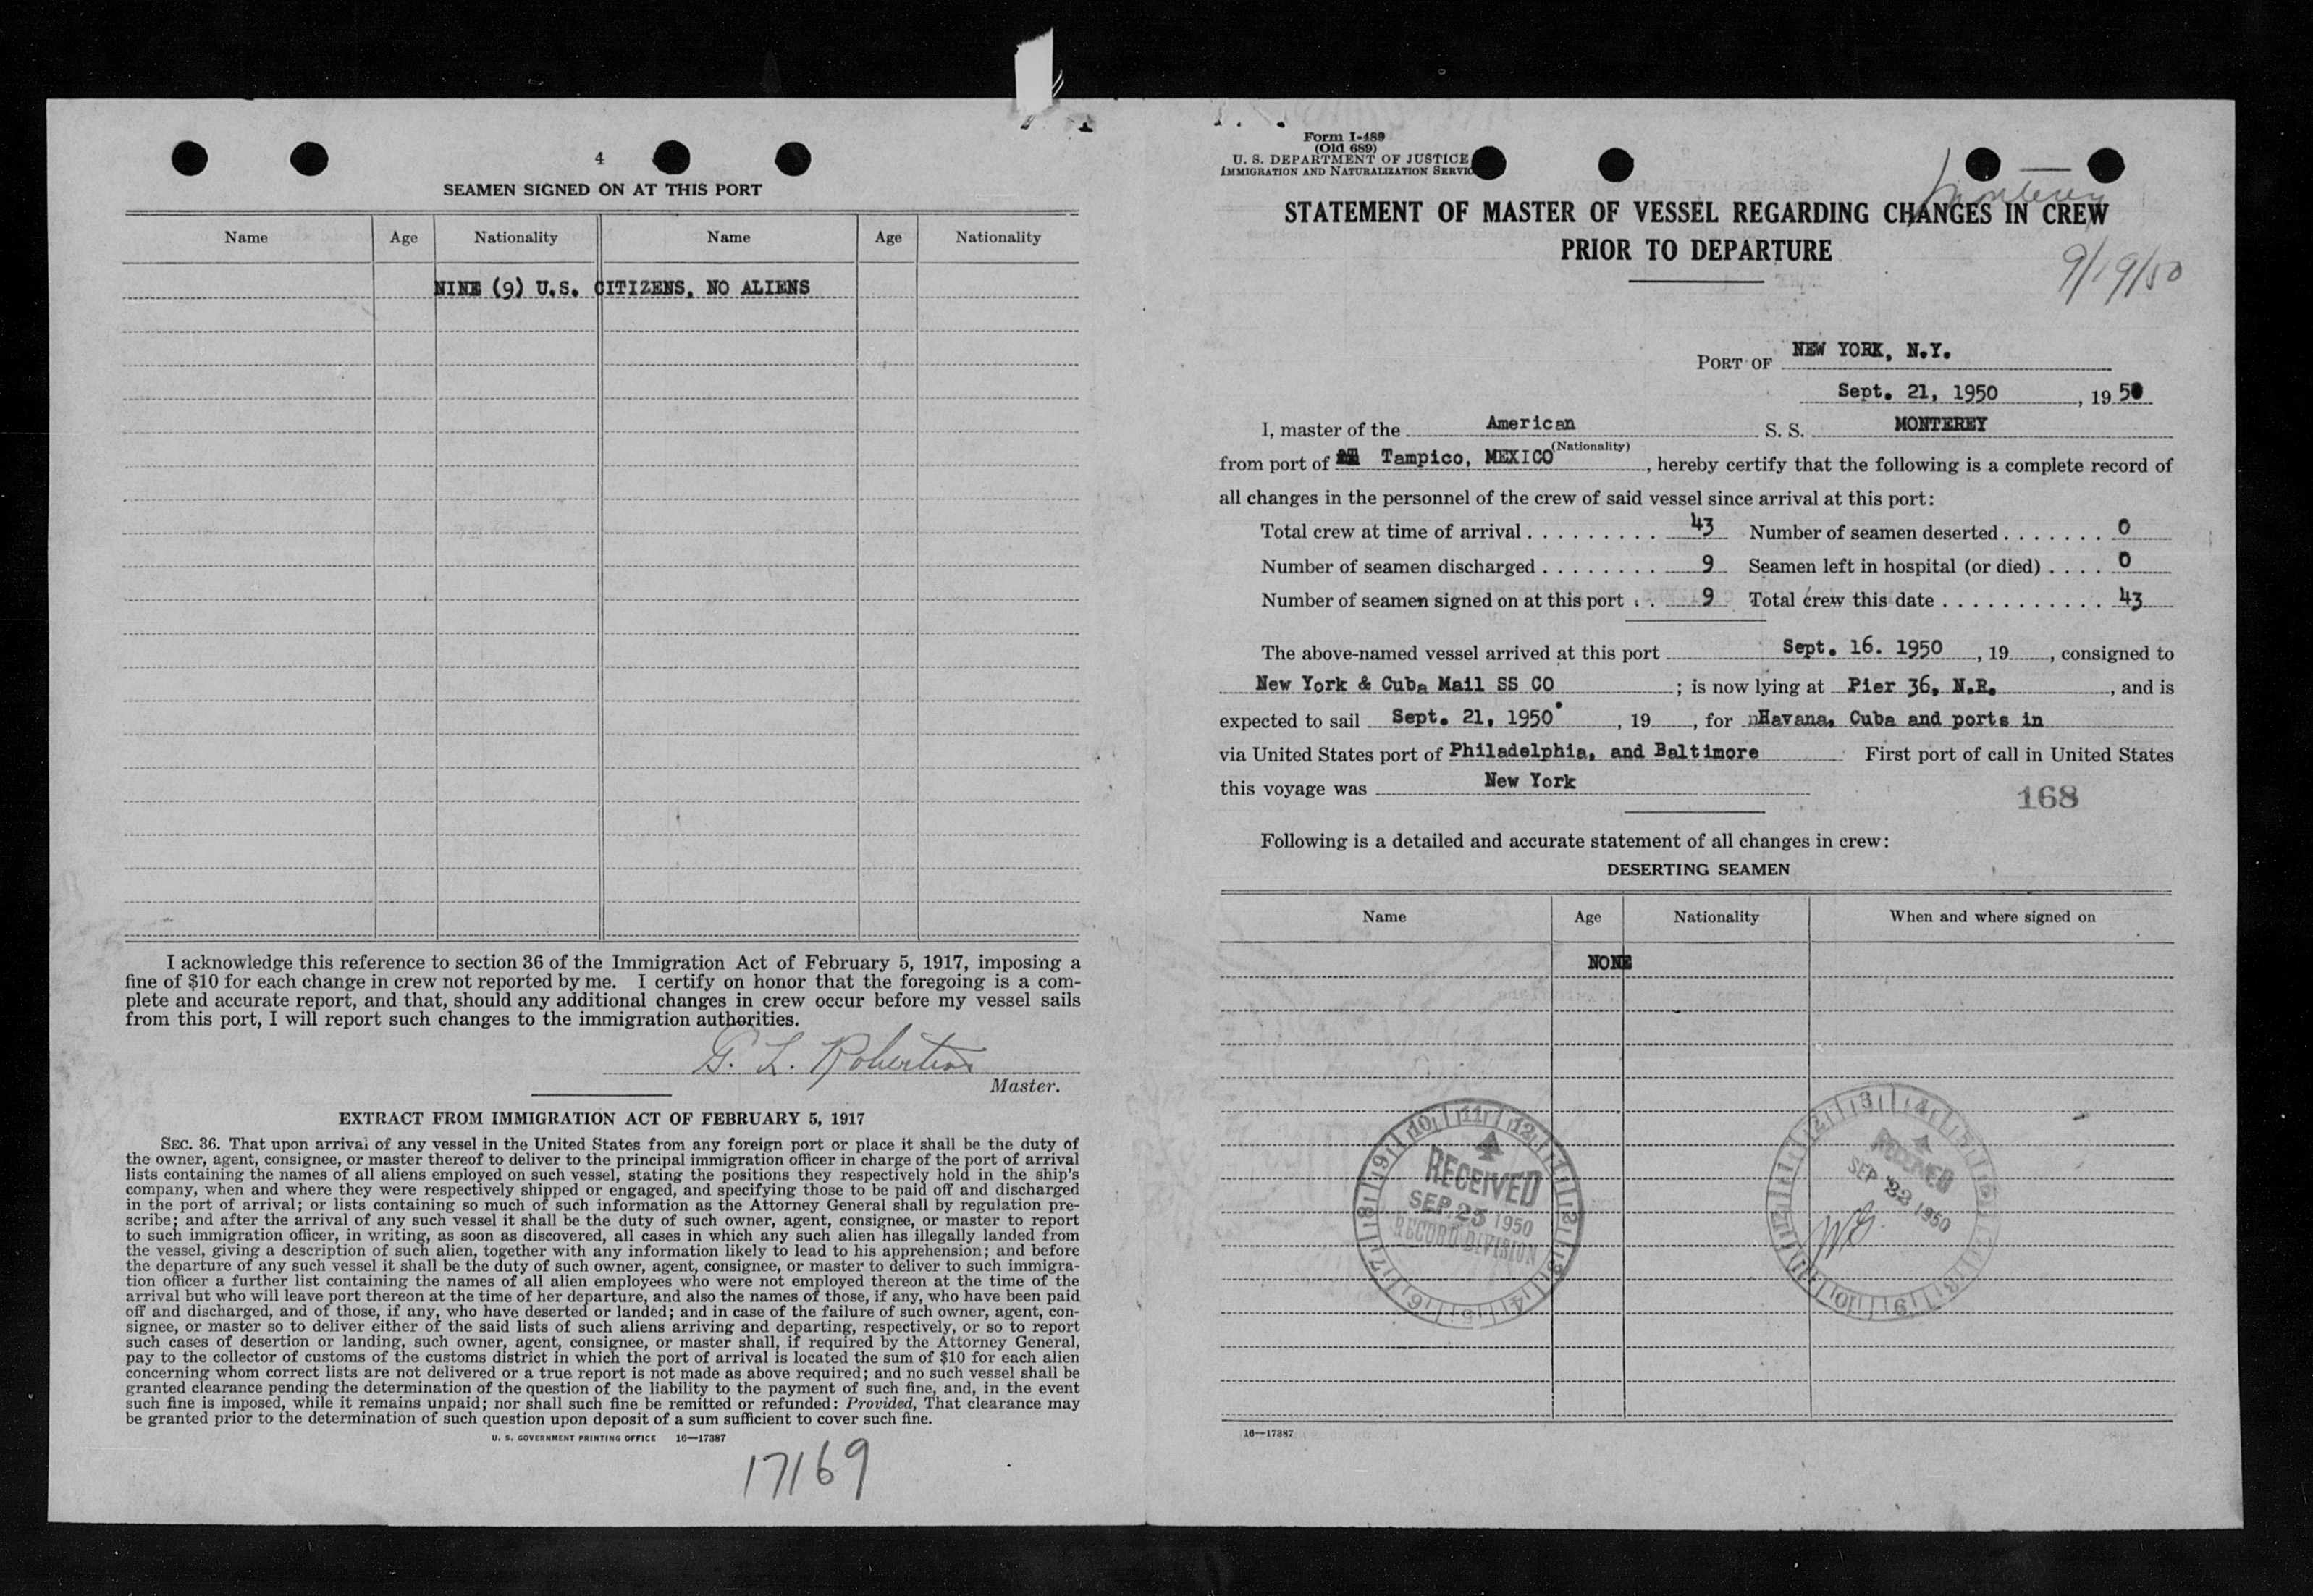 4
SEAMEN SIGNED ON AT THIS PORT
Name Age Nationality Name Age Nationality
NINE (9) U.S. CITIZENS, NO ALIENS
I acknowledge this reference to section 36 of the Immigration Act of February 5, 1917, imposing a
fine of $10 for each change in crew not reported by me. I certify on honor that the foregoing is a com-
plete and accurate report, and that, should any additional changes in crew occur before my vessel sails
from this port, I will report such changes to the immigration authorities.
G. L. Robertson
Master.
EXTRACT FROM IMMIGRATION ACT OF FEBRUARY 5, 1917
SEC. 36. That upon arrival of any vessel in the United States from any foreign port or place it shall be the duty of
the owner, agent, consignee, or master thereof to deliver to the principal immigration officer in charge of the port of arrival
lists containing the names of all aliens employed on such vessel, stating the positions they respectively hold in the ship's
company, when and where they were respectively shipped or engaged, and specifying those to be paid off and discharged
in the port of arrival; or lists containing so much of such information as the Attorney General shall by regulation pre-
scribe; and after the arrival of any such vessel it shall be the duty of such owner, agent, consignee, or master to report
to such immigration officer, in writing, as soon as discovered, all cases in which any such alien has illegally landed from
the vessel, giving a description of such alien, together with any information likely to lead to his apprehension; and before
the departure of any such vessel it shall be the duty of such owner, agent, consignee, or master to deliver to such immigra-
tion officer a further list containing the names of all alien employees who were not employed thereon at the time of the
arrival but who will leave port thereon at the time of her departure, and also the names of those, if any, who have been paid
off and discharged, and of those, if any, who have deserted or landed; and in case of the failure of such owner, agent, con-
signee, or master so to deliver either of the said lists of such aliens arriving and departing, respectively, or so to report
such cases of desertion or landing, such owner, agent, consignee, or master shall, if required by the Attorney General,
pay to the collector of customs of the customs district in which the port of arrival is located the sum of $10 for each alien
concerning whom correct lists are not delivered or a true report is not made as above required; and no such vessel shall be
granted clearance pending the determination of the question of the liability to the payment of such fine, and, in the event
such fine is imposed, while it remains unpaid; nor shall such fine be remitted or refunded: Provided, That clearance may
be granted prior to the determination of such question upon deposit of a sum sufficient to cover such fine.
U. S. GOVERNMENT PRINTING OFFICE 16—17387
17169
Form I-489
(Old 689)
U. S. DEPARTMENT OF JUSTICE
IMMIGRATION AND NATURALIZATION SERVIC
Monterey
STATEMENT OF MASTER OF VESSEL REGARDING CHANGES IN CREW
PRIOR TO DEPARTURE
9/19/50
PORT OF NEW YORK, N.Y.
Sept. 21, 1950, 1950
I, master of the American S. S. MONTEREY
(Nationality)
from port of Tampico, MEXICO, hereby certify that the following is a complete record of
all changes in the personnel of the crew of said vessel since arrival at this port:
Total crew at time of arrival . . . . . . . . . 43 Number of seamen deserted . . . . . . . 0
Number of seamen discharged . . . . . . . . 9 Seamen left in hospital (or died) . . . . 0
Number of seamen signed on at this port . . 9 Total crew this date . . . . . . . . . . . 43
The above-named vessel arrived at this port Sept. 16. 1950, 19, consigned to
New York & Cuba Mail SS CO; is now lying at Pier 36, N.R., and is
expected to sail Sept. 21, 1950, 19, for nHavana, Cuba and ports in
via United States port of Philadelphia, and Baltimore First port of call in United States
this voyage was New York
168
Following is a detailed and accurate statement of all changes in crew:
DESERTING SEAMEN
Name Age Nationality When and where signed on
NONE
RECEIVED
SEP 25 1950
RECORD DIVISION
RECEIVED
SEP 22 1950
16—17387